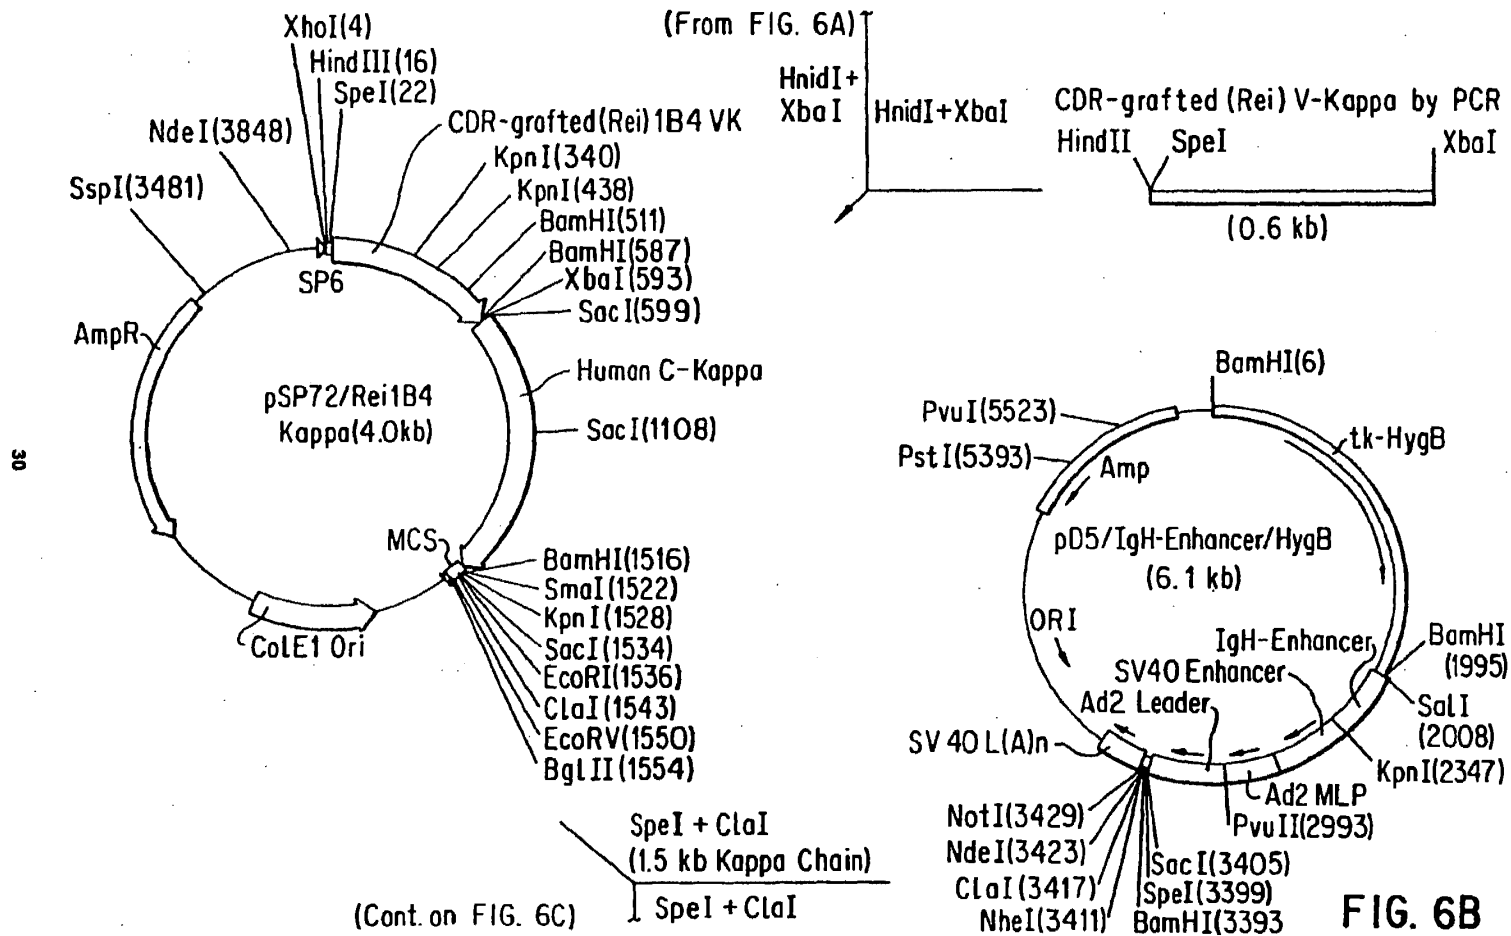 XhoI(4)
HindIII(16)
SpeI(22)
CDR-grafted(Rei)1B4 VK
KpnI(340)
KpnI(438)
BamHI(511)
BamHI(587)
XbaI(593)
SacI(599)
Human C-Kappa
SacI(1108)
NdeI(3848)
SspI(3481)
SP6
AmpR
pSP72/Rei1B4
Kappa(4.0kb)
MCS
BamHI(1516)
SmaI(1522)
KpnI(1528)
SacI(1534)
EcoRI(1536)
ClaI(1543)
EcoRV(1550)
BglII(1554)
ColE1 Ori
30
(From FIG. 6A)
HnidI+
XbaI
HnidI+XbaI
CDR-grafted (Rei) V-Kappa by PCR
HindII
SpeI
XbaI
(0.6 kb)
BamHI(6)
PvuI(5523)
PstI(5393)
Amp
tk-HygB
pD5/IgH-Enhancer/HygB
(6.1 kb)
ORI
IgH-Enhancer
SV40 Enhancer
Ad2 Leader
SV40 L(A)n
BamHI
(1995)
SalI
(2008)
KpnI(2347)
Ad2 MLP
PvuII(2993)
NotI(3429)
NdeI(3423)
ClaI(3417)
NheI(3411)
SacI(3405)
SpeI(3399)
BamHI(3393
SpeI + ClaI
(1.5 kb Kappa Chain)
SpeI + ClaI
(Cont. on FIG. 6C)
FIG. 6B